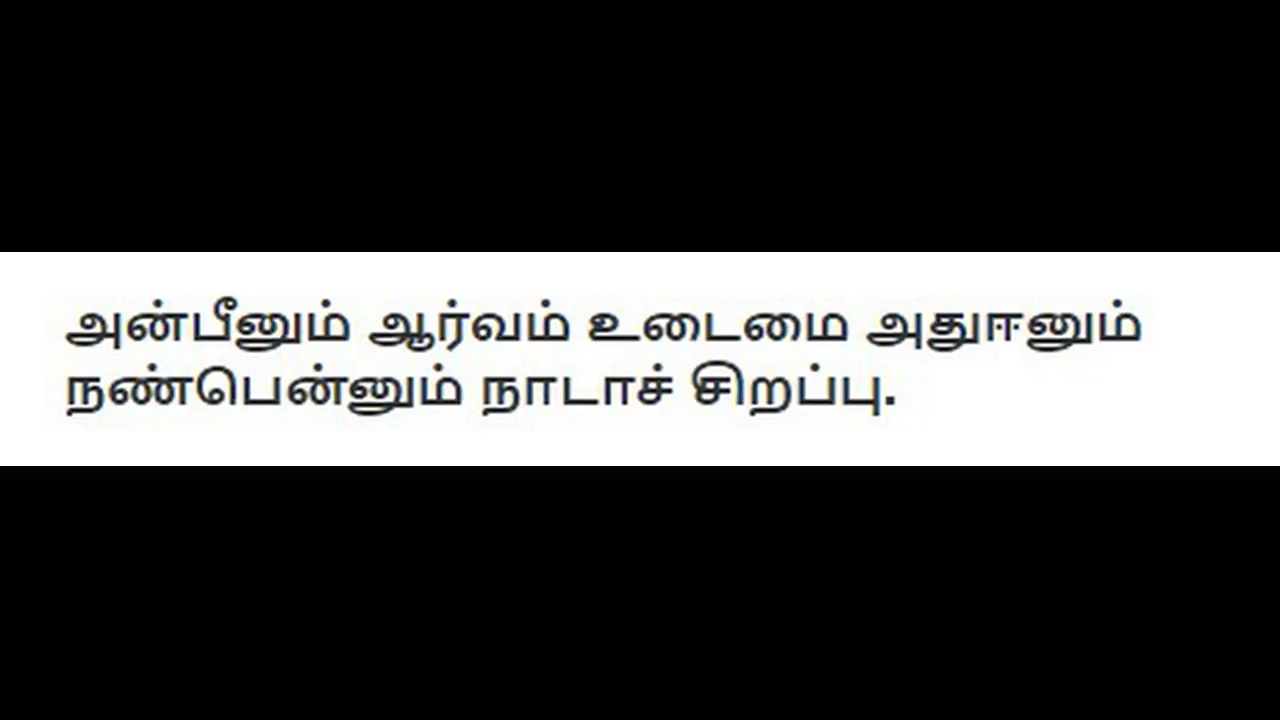 அன்பீனும் ஆர்வம் உடைமை அதுஈனும்
நண்பென்னும் நாடாச் சிறப்பு.